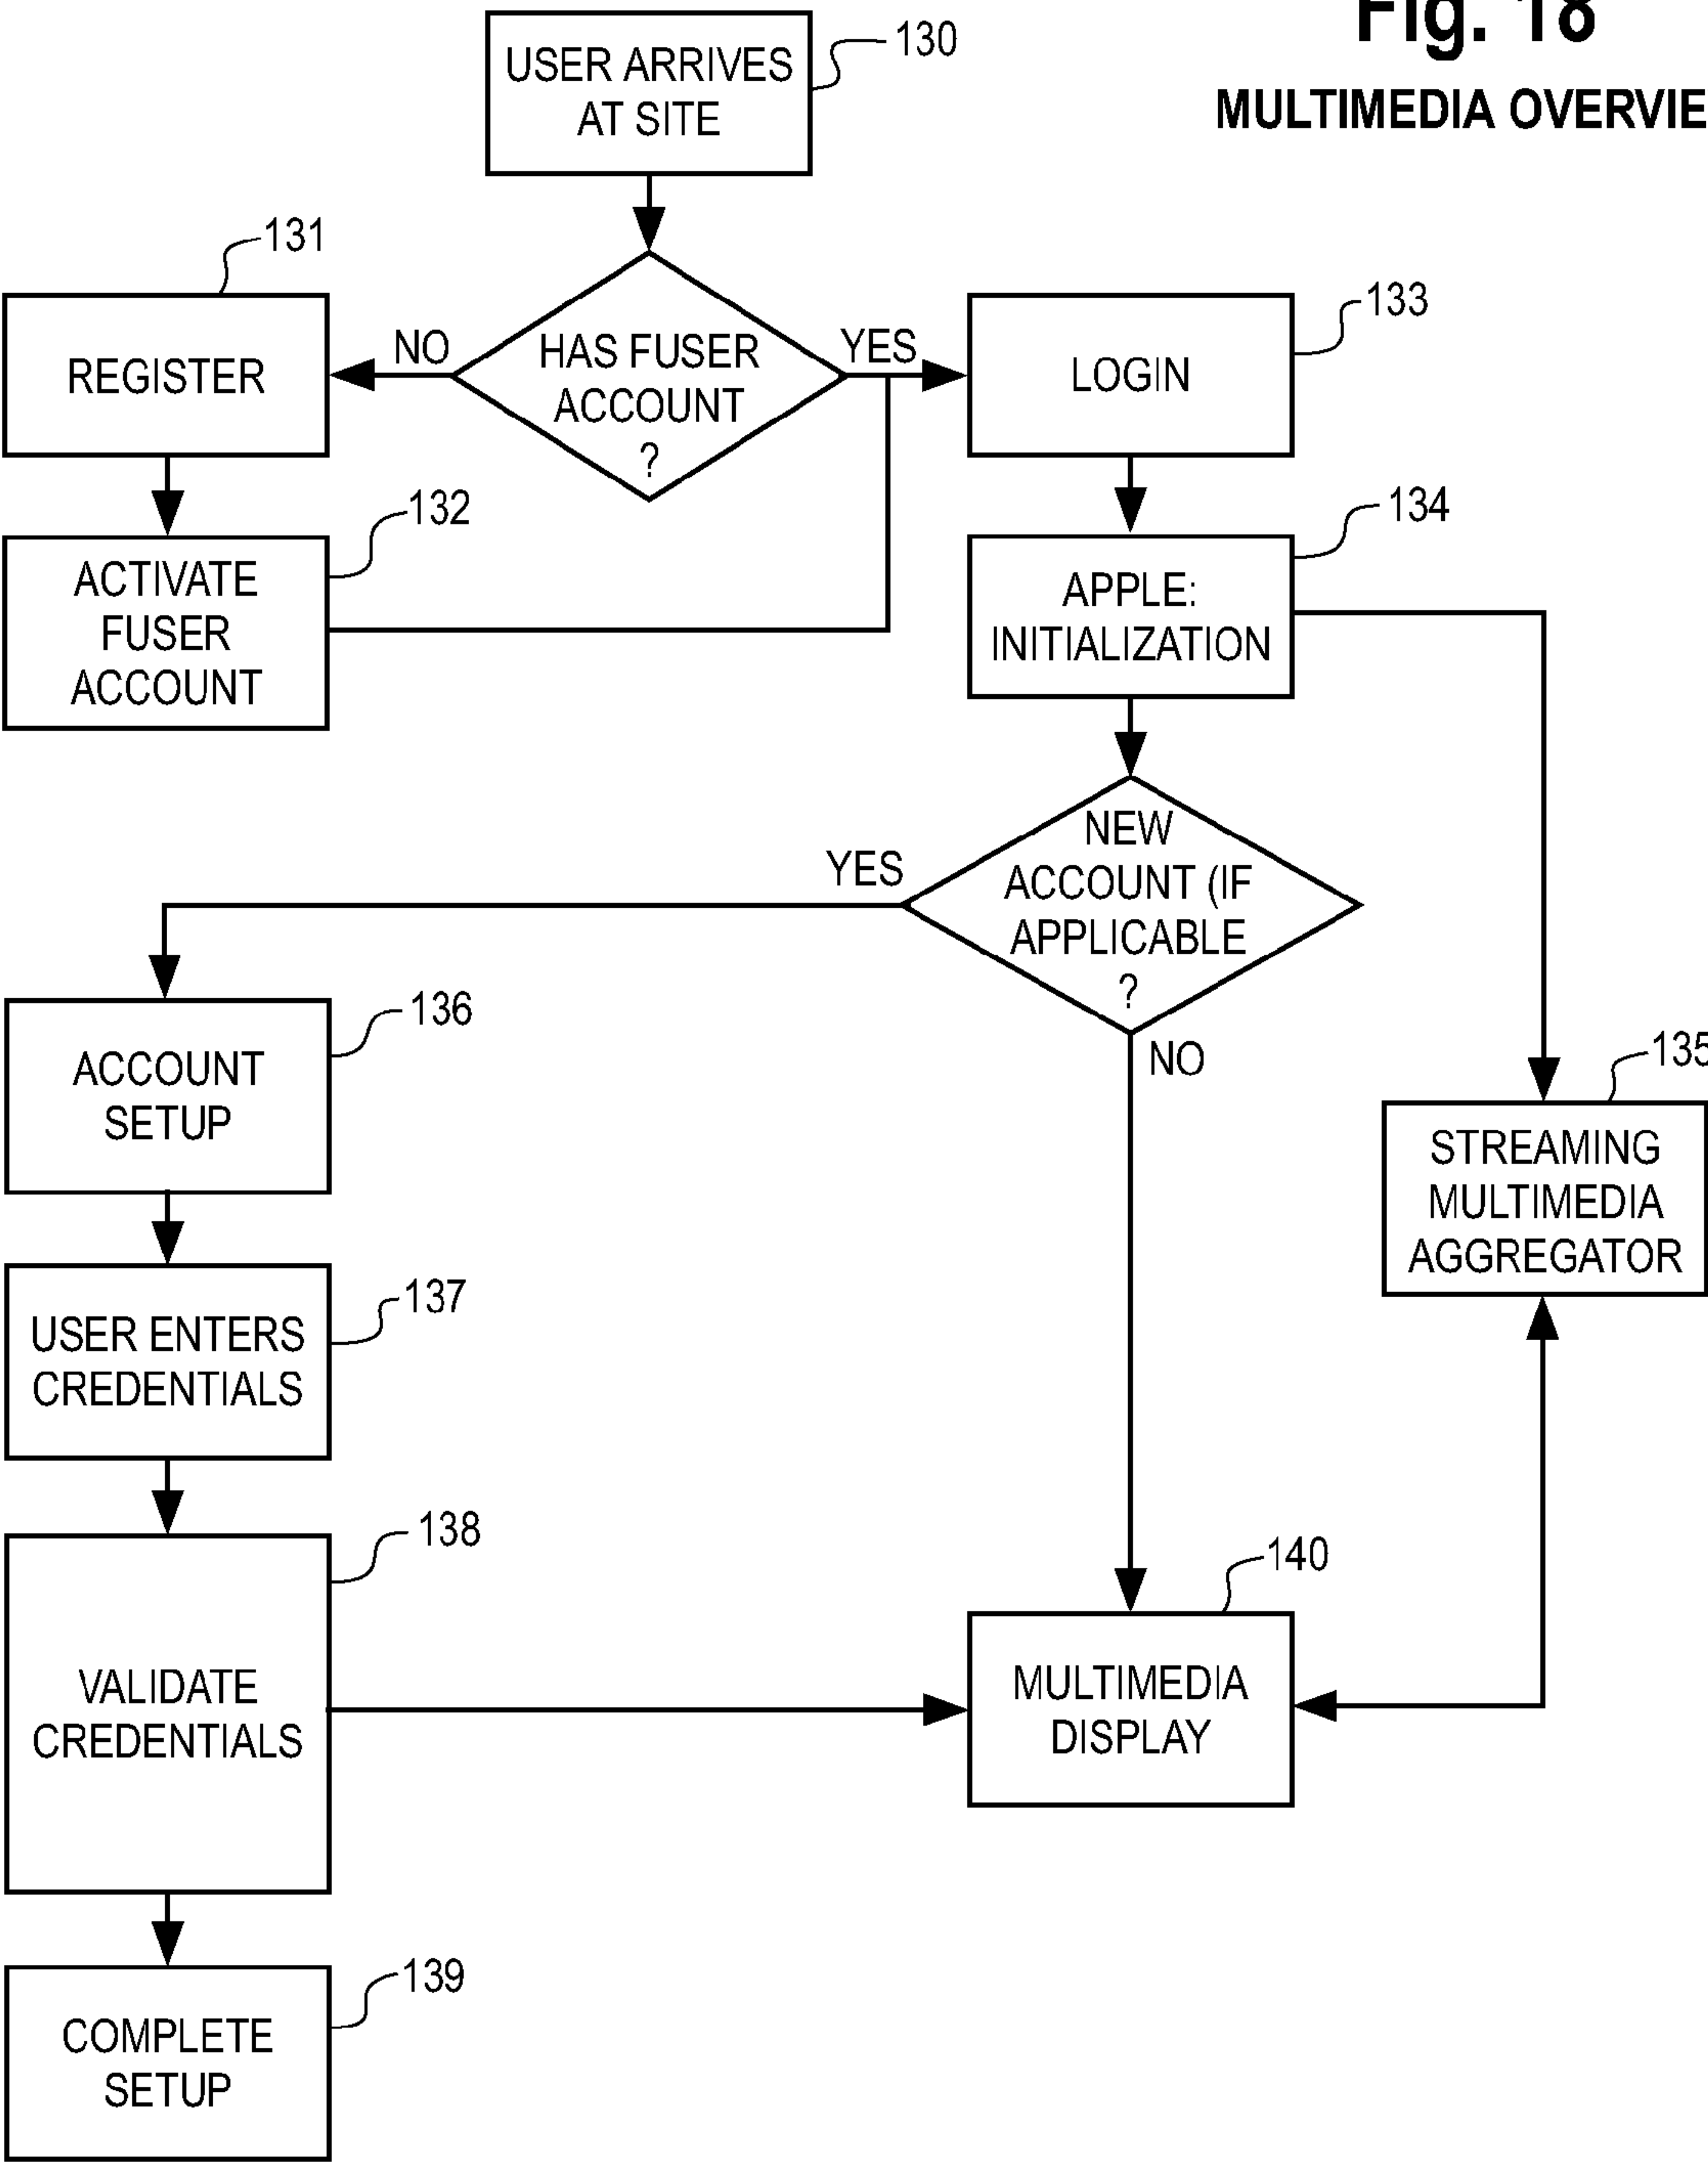 Fig. 18
MULTIMEDIA OVERVIE
USER ARRIVES
AT SITE
130
131
REGISTER
NO
HAS FUSER
ACCOUNT
?
YES
133
LOGIN
132
ACTIVATE
FUSER
ACCOUNT
134
APPLE:
INITIALIZATION
NEW
ACCOUNT (IF
APPLICABLE
?
YES
NO
136
ACCOUNT
SETUP
135
STREAMING
MULTIMEDIA
AGGREGATOR
137
USER ENTERS
CREDENTIALS
138
VALIDATE
CREDENTIALS
140
MULTIMEDIA
DISPLAY
139
COMPLETE
SETUP